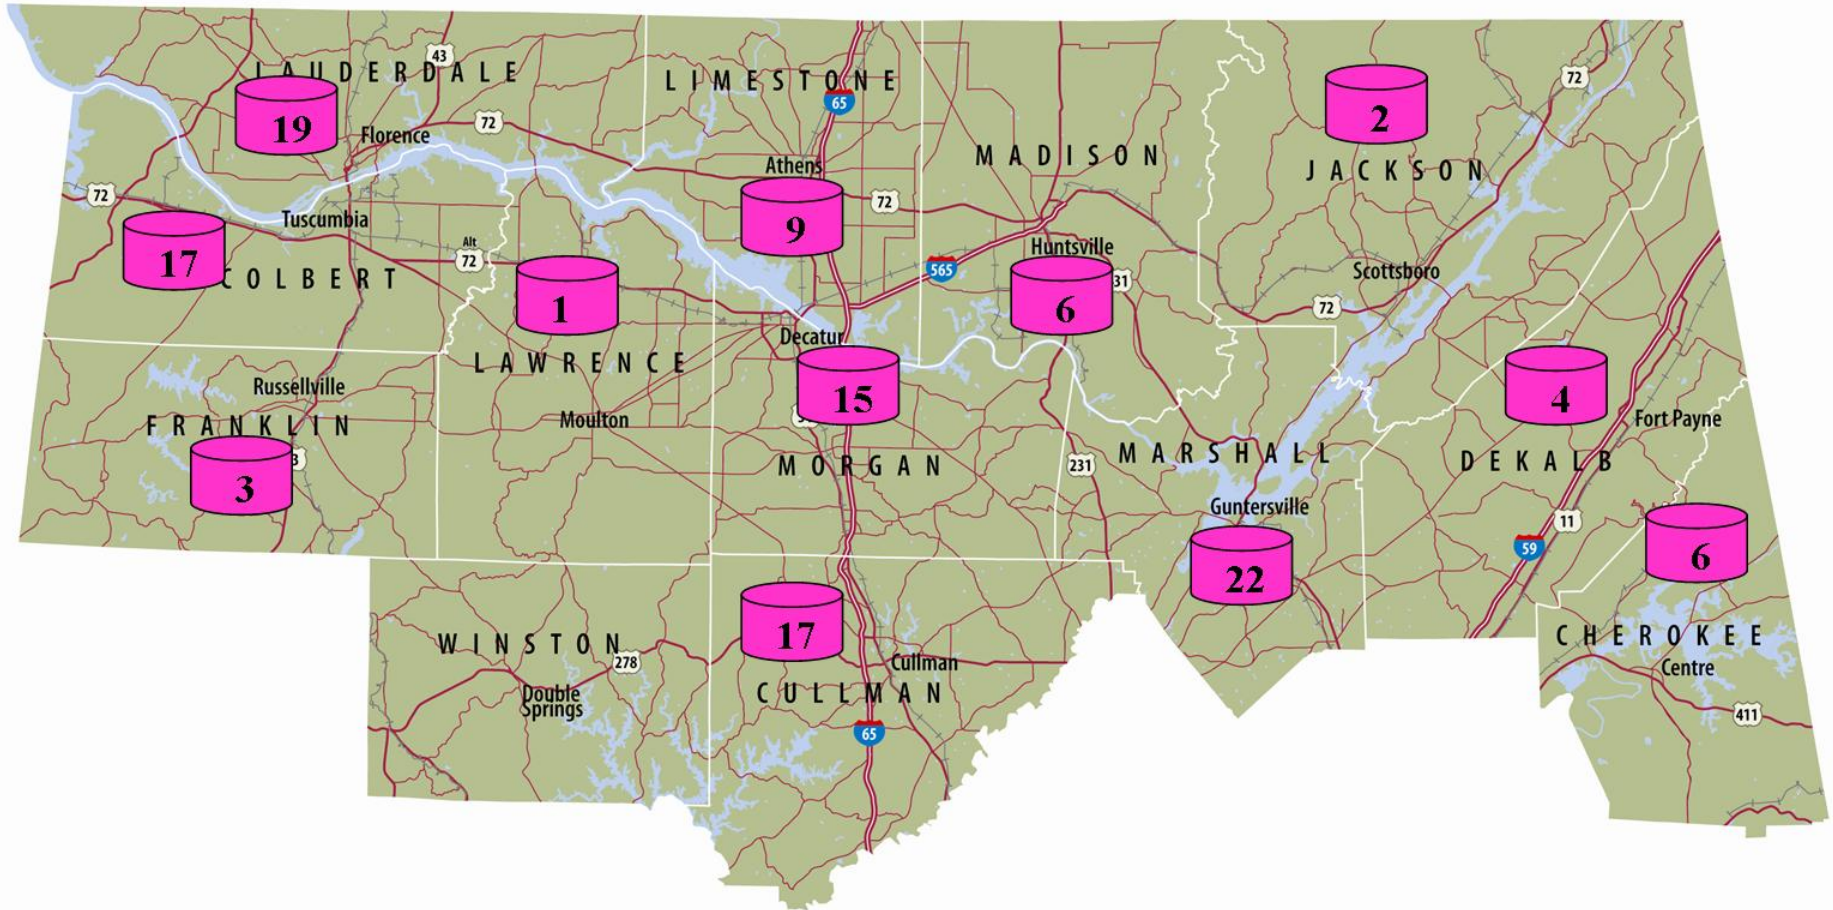 43
LAUDERDALE
LIMESTONE
65
72
2
19
Florence
72
MADISON
Athens
JACKSON
72
9
72
Tuscumbia
17
COLBERT
Alt
72
Huntsville
565
31
6
Scottsboro
72
1
Decatur
LAWRENCE
15
4
Russellville
FRANKLIN
Moulton
Fort Payne
3
3
MORGAN
231
MARSHALL
DEKALB
Guntersville
11
59
22
6
17
WINSTON
278
Cullman
CHEROKEE
Centre
Double
Springs
CULLMAN
65
411